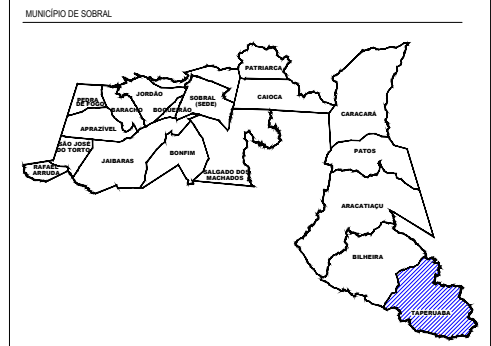 MUNICÍPIO DE SOBRAL
PATRIARCA
JORDÃO
SOBRAL
(SEDE)
CAIOCA
DE FOGO
BARACHO
BOQUEIRÃO
CARACARÁ
APRAZÍVEL
SÃO JOSÉ
DO TORTO
BONFIM
PATOS
JAIBARAS
RAFAEL
ARRUDA
SALGADO DOS
MACHADOS
ARACATIAÇU
BILHEIRA
TAPERUABA